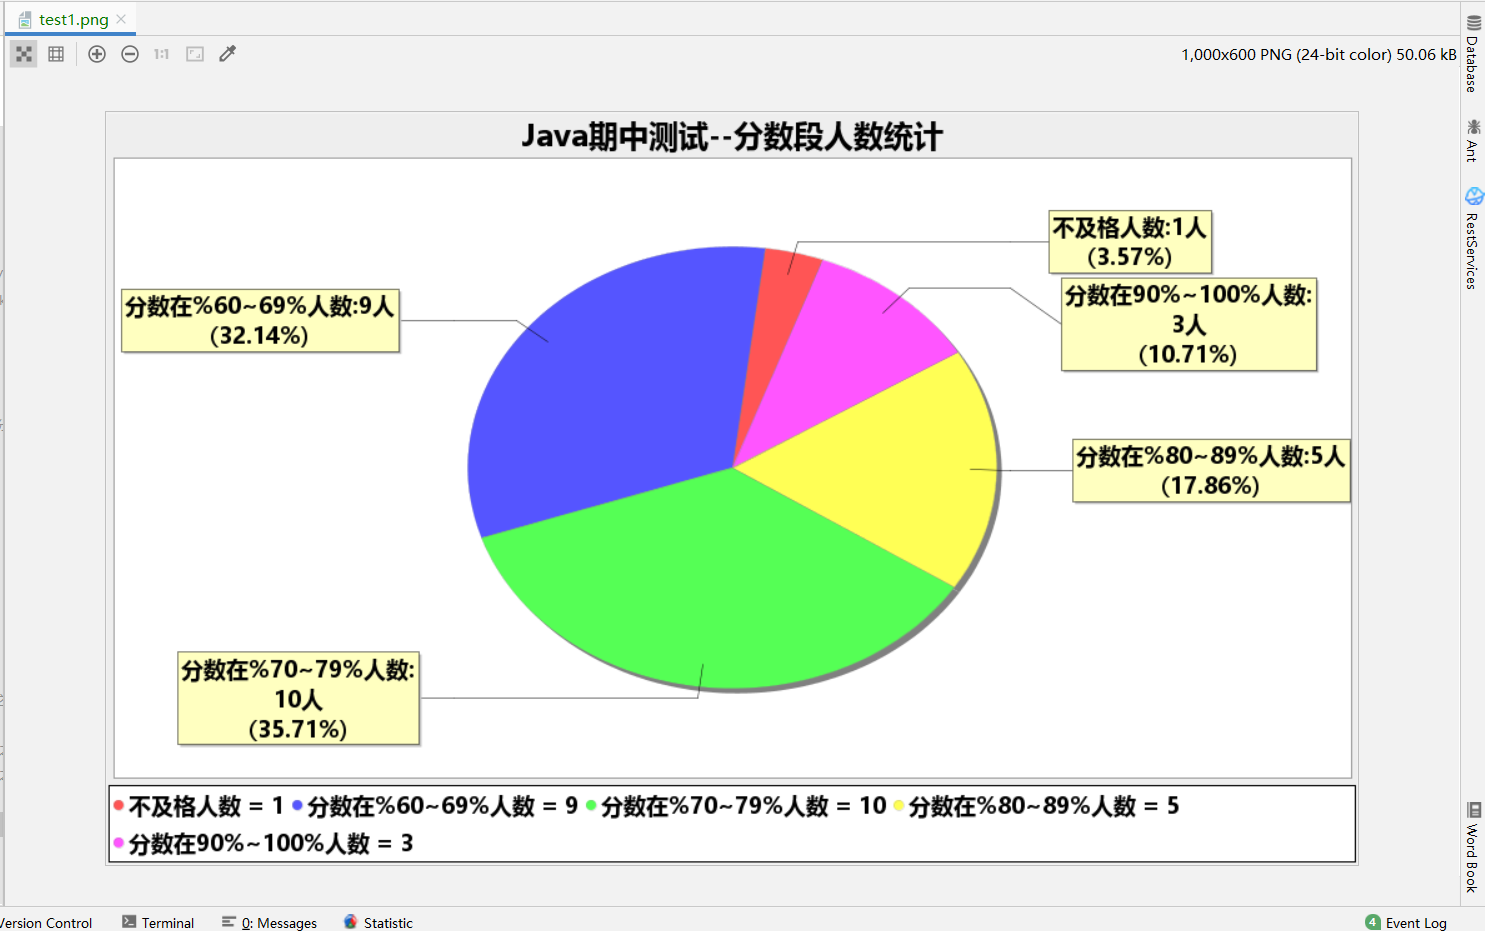 test1.png
1:1
1,000x600 PNG (24-bit color) 50.06 kB
Database
Ant
RestServices
Java期中测试--分数段人数统计
不及格人数:1人
(3.57%)
分数在90%~100%人数:
3人
(10.71%)
分数在%60~69%人数:9人
(32.14%)
分数在%80~89%人数:5人
(17.86%)
分数在%70~79%人数:
10人
(35.71%)
不及格人数 = 1 分数在%60~69%人数 = 9 分数在%70~79%人数 = 10 分数在%80~89%人数 = 5
分数在90%~100%人数 = 3
Word Book
Version Control Terminal 0: Messages Statistic 4 Event Log